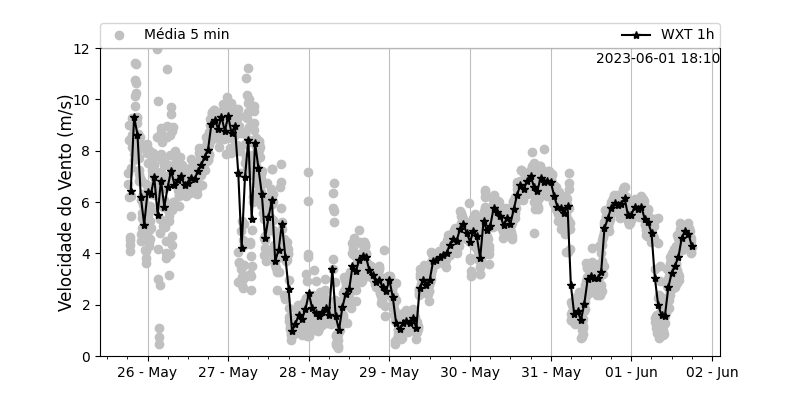 Média 5 min
WXT 1h
2023-06-01 18:10
Velocidade do Vento (m/s)
12
10
8
6
4
2
0
26 - May
27 - May
28 - May
29 - May
30 - May
31 - May
01 - Jun
02 - Jun